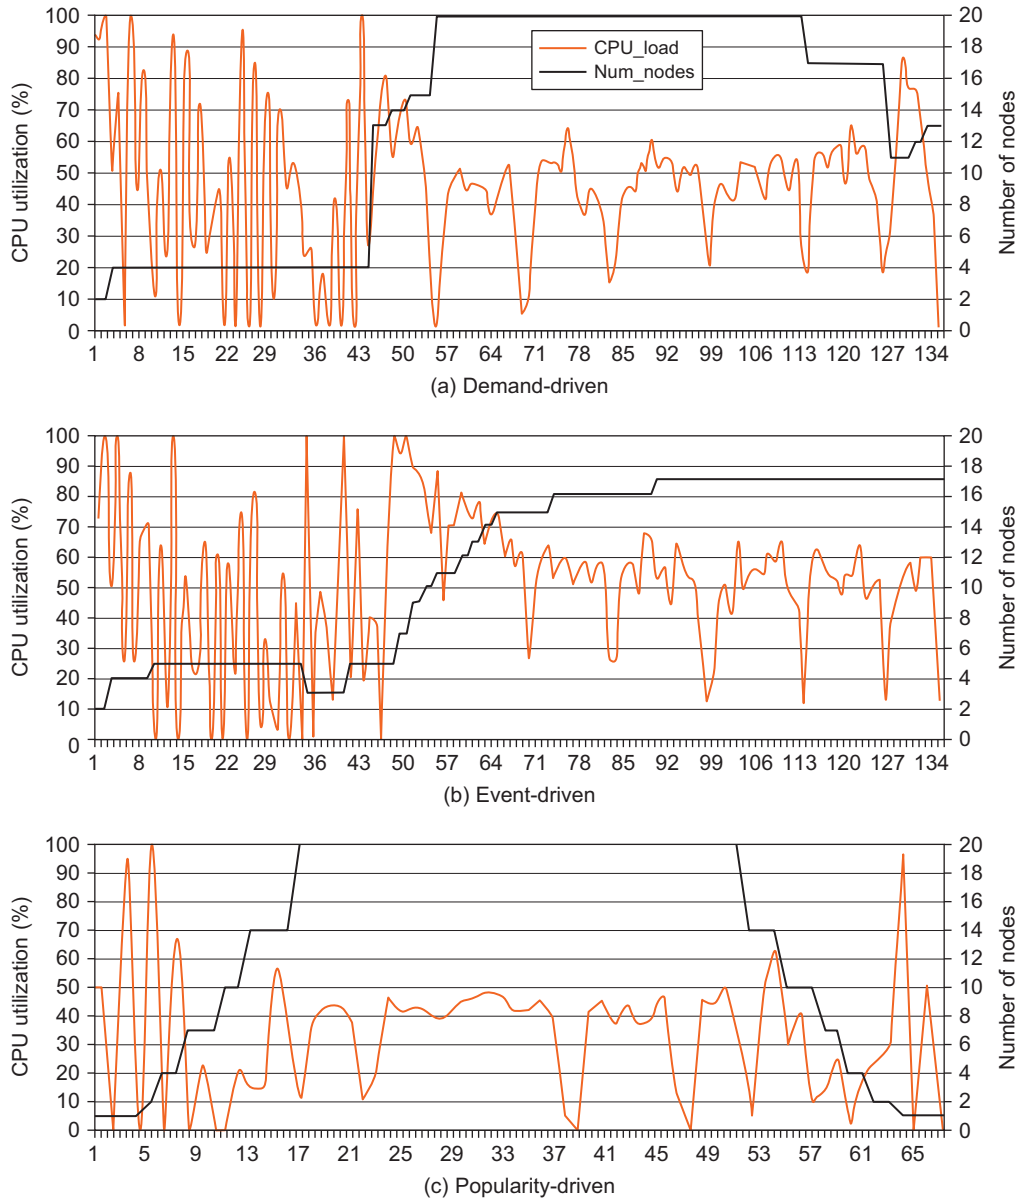 100 90 80 70 60 50 40 30 20 10 0
CPU utilization (%)
CPU_load
Num_nodes
20 18 16 14 12 10 8 6 4 2 0
Number of nodes
1 8 15 22 29 36 43 50 57 64 71 78 85 92 99 106 113 120 127 134
(a) Demand-driven
100 90 80 70 60 50 40 30 20 10 0
CPU utilization (%)
20 18 16 14 12 10 8 6 4 2 0
Number of nodes
1 8 15 22 29 36 43 50 57 64 71 78 85 92 99 106 113 120 127 134
(b) Event-driven
100 90 80 70 60 50 40 30 20 10 0
CPU utilization (%)
20 18 16 14 12 10 8 6 4 2 0
Number of nodes
1 5 9 13 17 21 25 29 33 37 41 45 49 53 57 61 65
(c) Popularity-driven